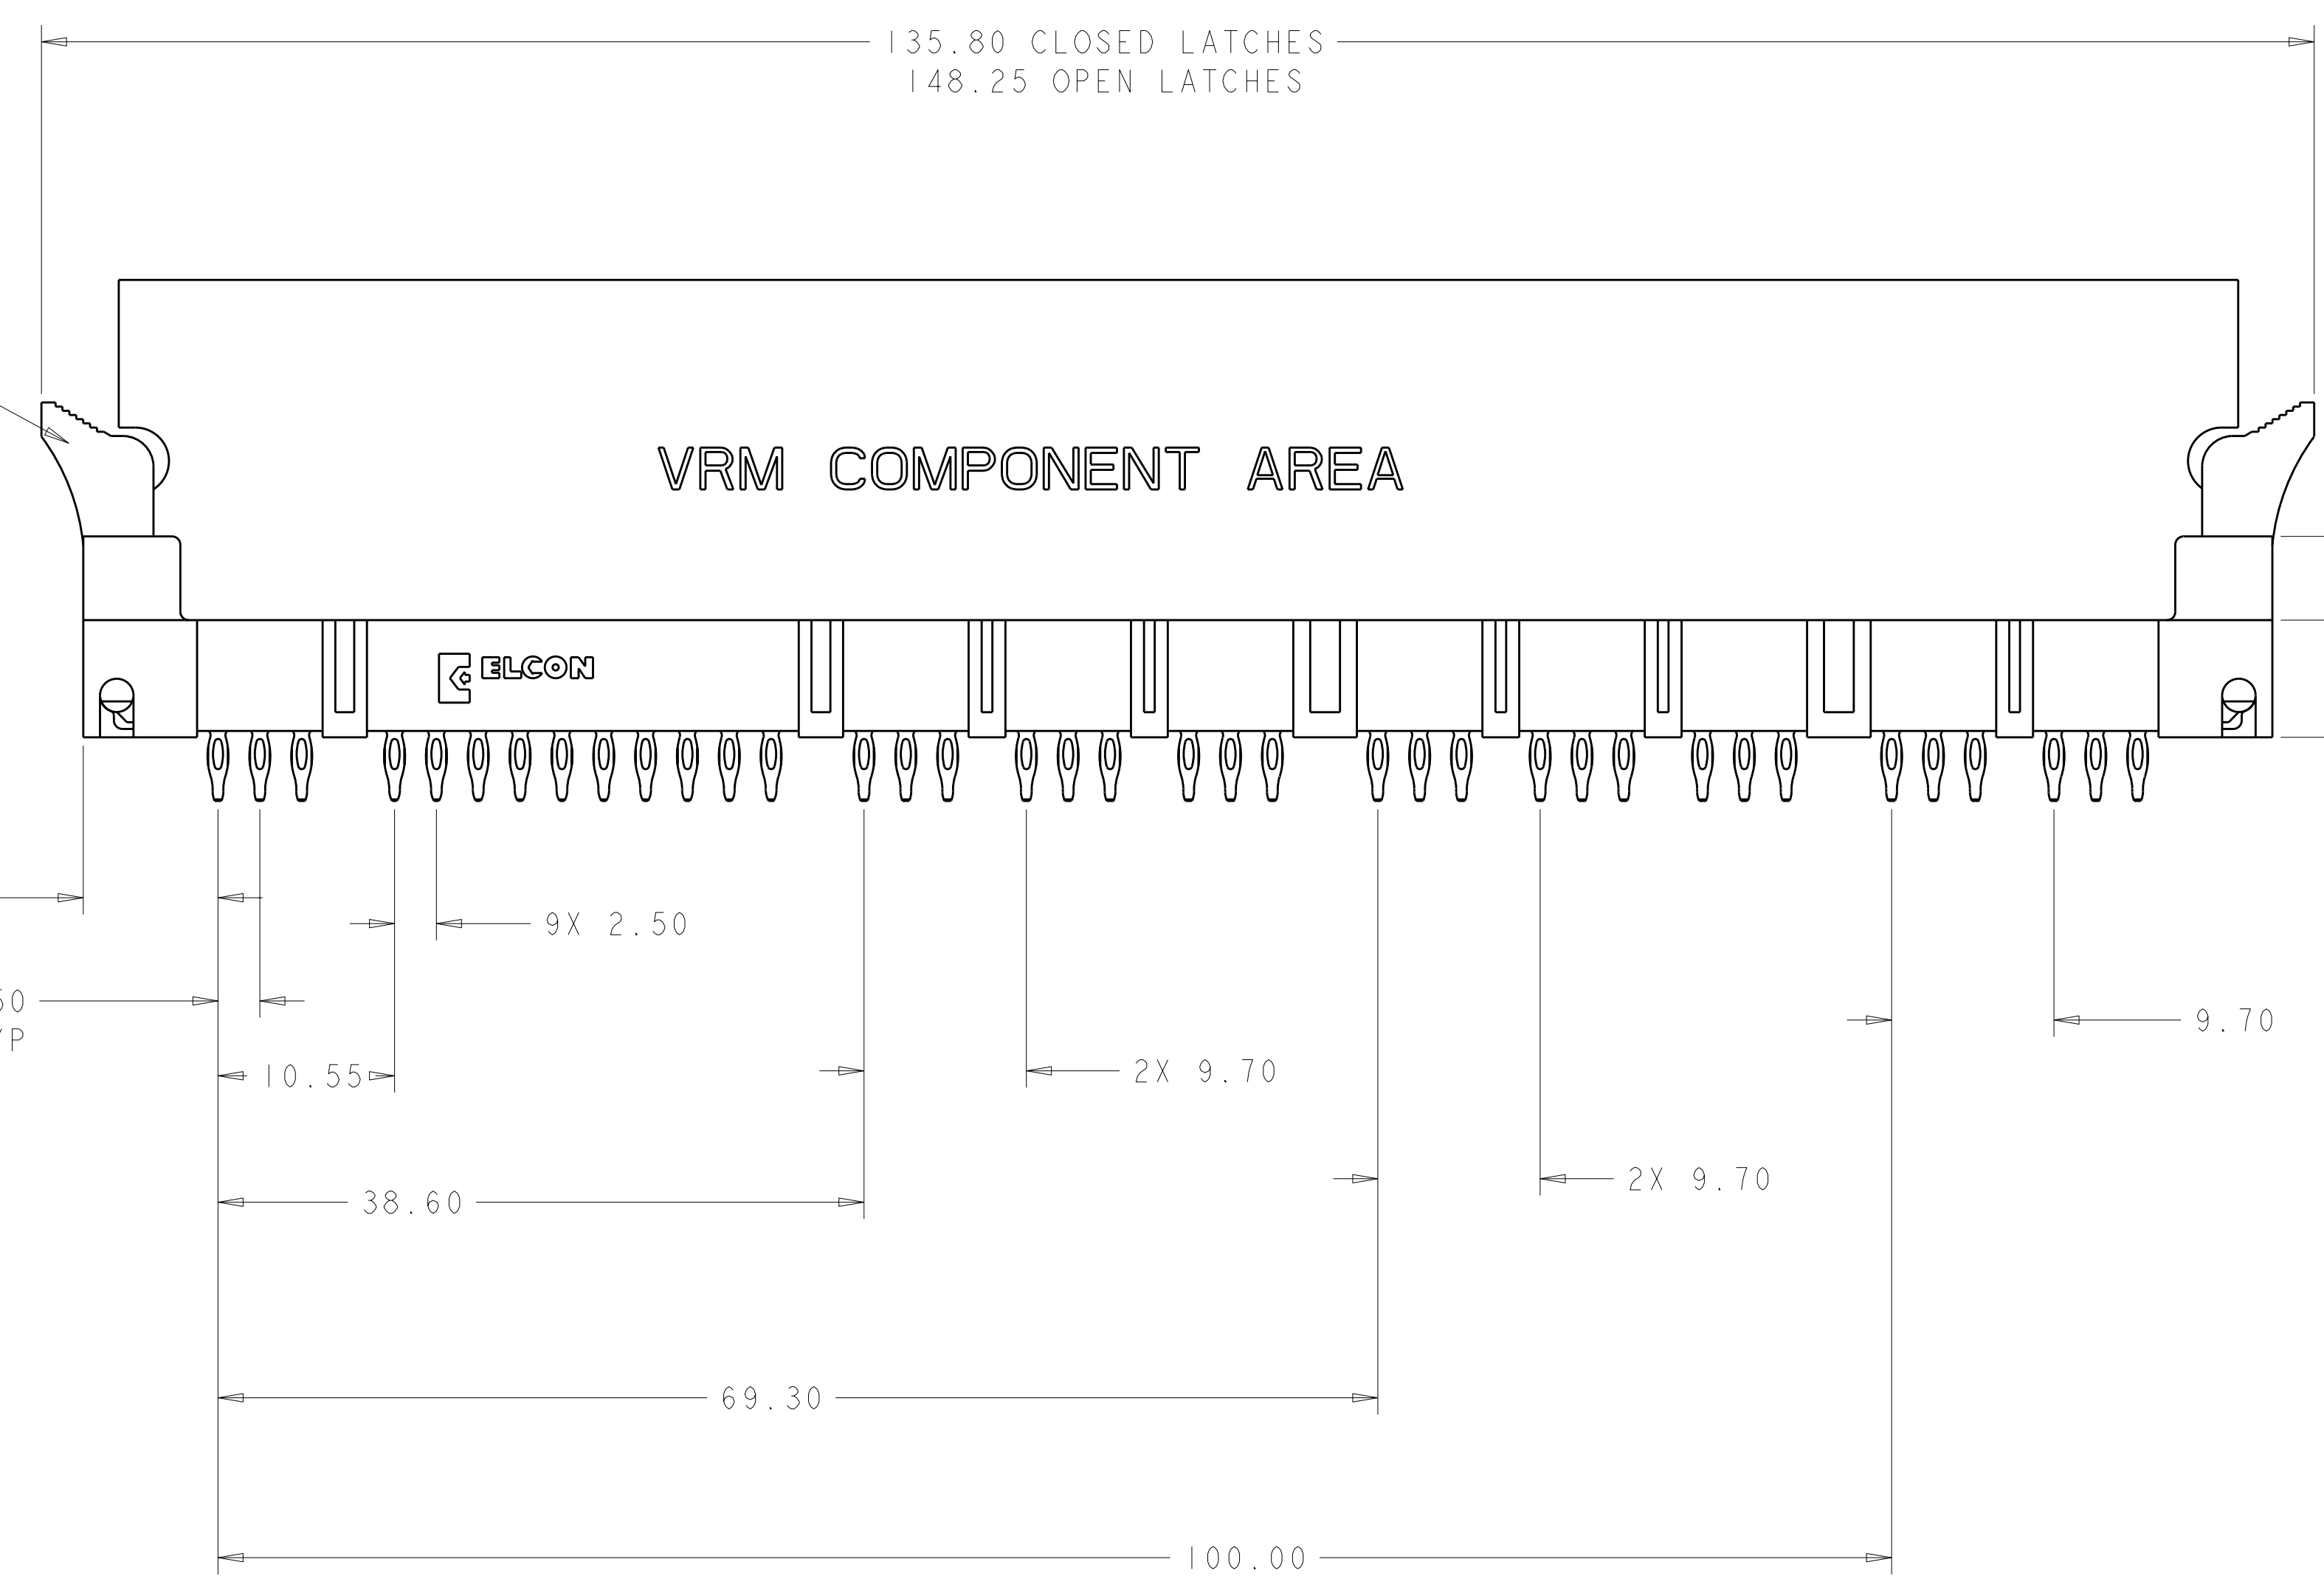 135.80 CLOSED LATCHES
148.25 OPEN LATCHES
VRM COMPONENT AREA
ELCON
9X 2.50
9.70
10.55
2X 9.70
2X 9.70
38.60
69.30
100.00